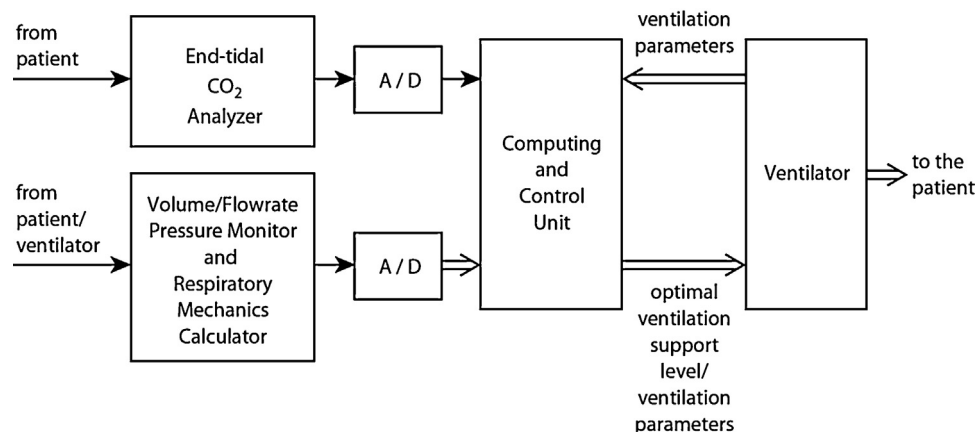 from
patient
End-tidal
CO₂
Analyzer
A / D
ventilation
parameters
Computing
and
Control
Unit
Ventilator
to the
patient
from
patient/
ventilator
Volume/Flowrate
Pressure Monitor
and
Respiratory
Mechanics
Calculator
A / D
optimal
ventilation
support
level/
ventilation
parameters